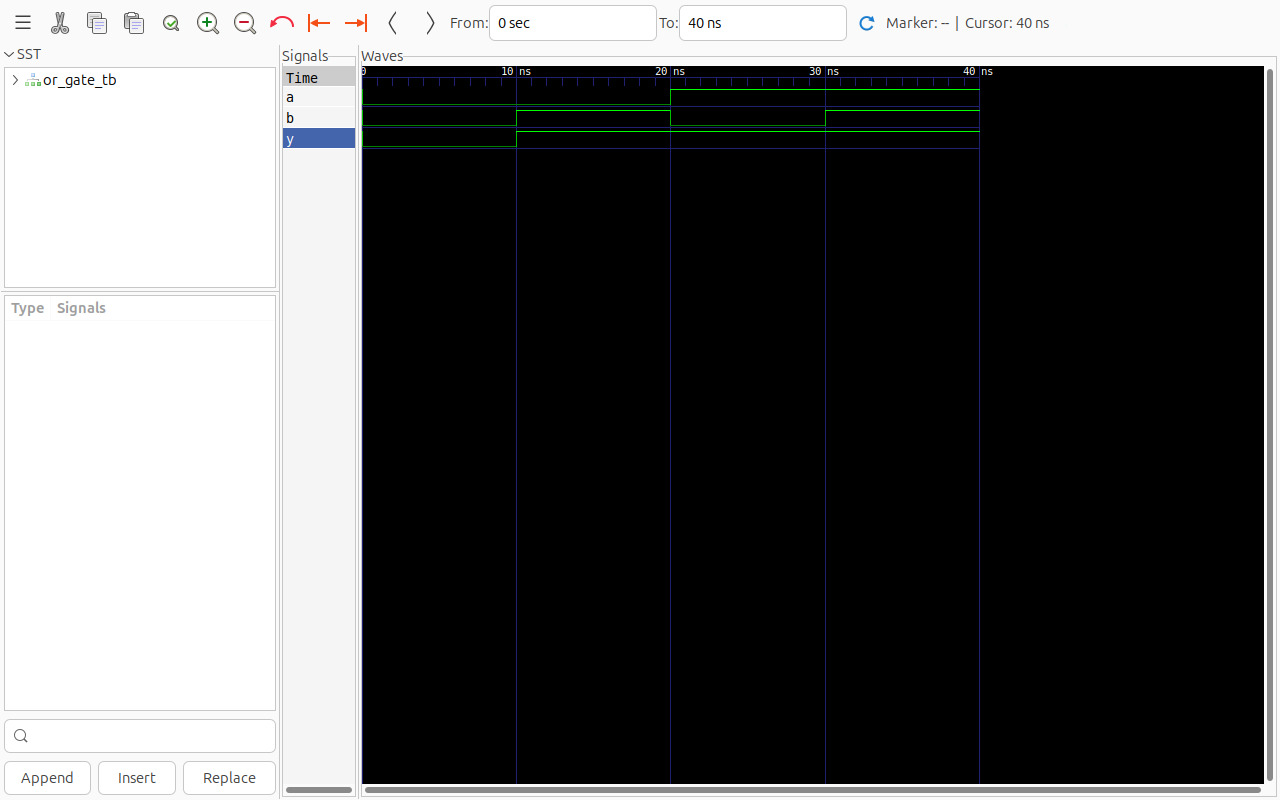 From: 0 sec To: 40 ns Marker: -- | Cursor: 40 ns
SST
or_gate_tb
Type Signals
Append Insert Replace
Signals
Time
a
b
y
Waves
0 10 ns 20 ns 30 ns 40 ns